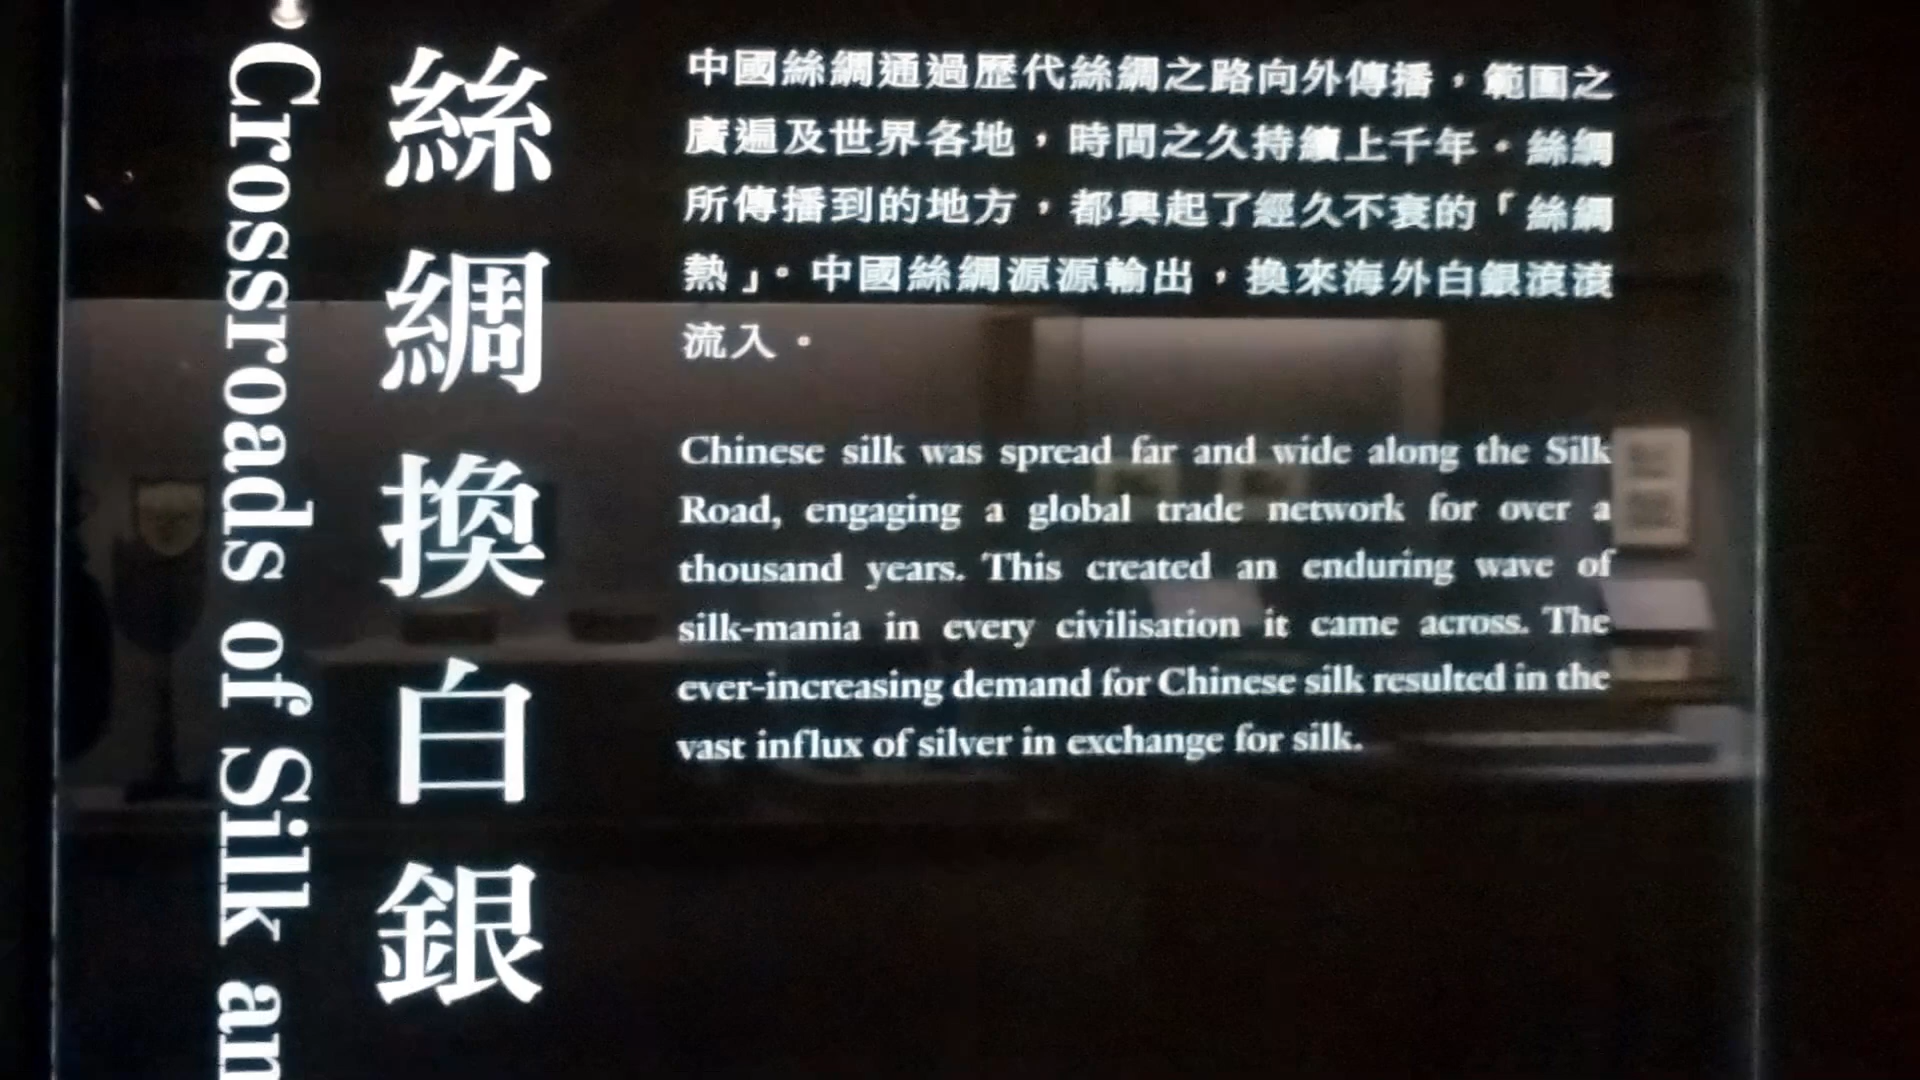 Crossroads of Silk an
絲綢換白銀
中國絲綢通過歷代絲綢之路向外傳播，範圍之
廣遍及世界各地，時間之久持續上千年。絲綢
所傳播到的地方，都興起了經久不衰的「絲綢
熱」。中國絲綢源源輸出，換來海外白銀滾滾
流入。
Chinese silk was spread far and wide along the Silk
Road, engaging a global trade network for over a
thousand years. This created an enduring wave of
silk-mania in every civilisation it came across. The
ever-increasing demand for Chinese silk resulted in the
vast influx of silver in exchange for silk.